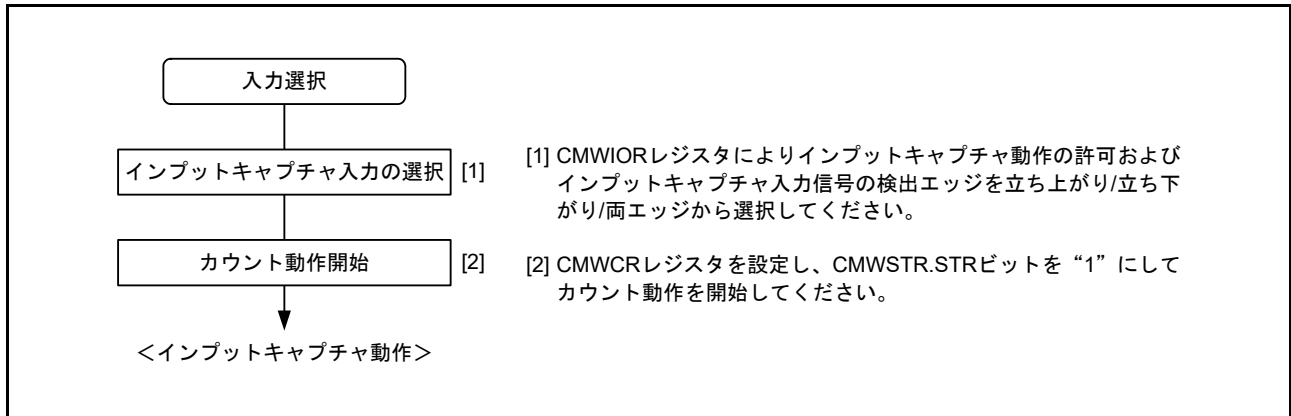 入力選択
インプットキャプチャ入力の選択 [1]
[1] CMWIORレジスタによりインプットキャプチャ動作の許可および
インプットキャプチャ入力信号の検出エッジを立ち上がり/立ち下
がり/両エッジから選択してください。
カウント動作開始 [2]
[2] CMWCRレジスタを設定し、CMWSTR.STRビットを“1”にして
カウント動作を開始してください。
＜インプットキャプチャ動作＞